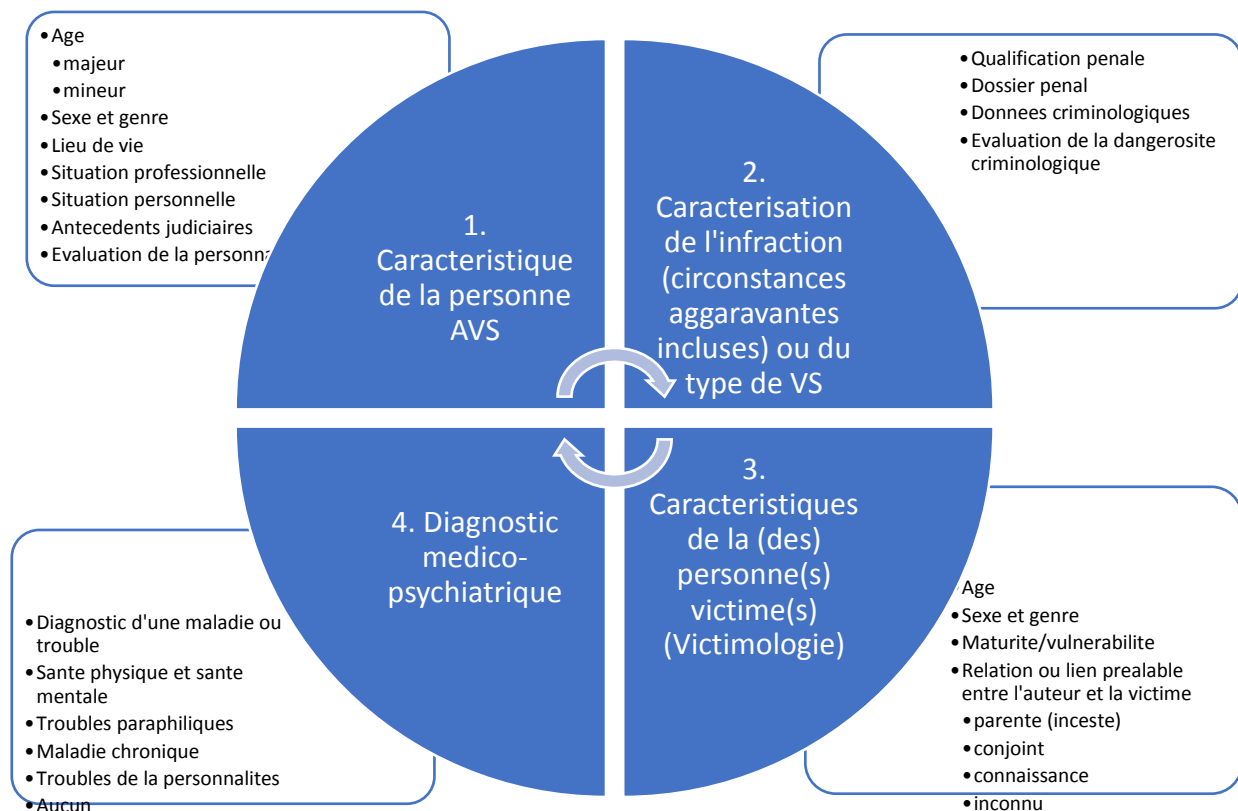 •Age
•majeur
•mineur
•Sexe et genre
•Lieu de vie
•Situation professionnelle
•Situation personnelle
•Antecedents judiciaires
•Evaluation de la
1.
Caracteristique
de la personne
AVS
2.
Caracterisation
de l'infraction
(circonstances
aggaravantes
incluses) ou du
type de VS
•Qualification penale
•Dossier penal
•Donnees criminologiques
•Evaluation de la dangerosite
criminologique
3.
Caracteristiques
de la (des)
personne(s)
victime(s)
(Victimologie)
Age
•Sexe et genre
•Maturite/vulnerabilite
•Relation ou lien prealable
entre l'auteur et la victime
•parente (inceste)
•conjoint
•connaissance
•inconnu
4. Diagnostic
medico-
psychiatrique
•Diagnostic d'une maladie ou
trouble
•Sante physique et sante
mentale
•Troubles paraphiliques
•Maladie chronique
•Troubles de la personnalites
•Aucun